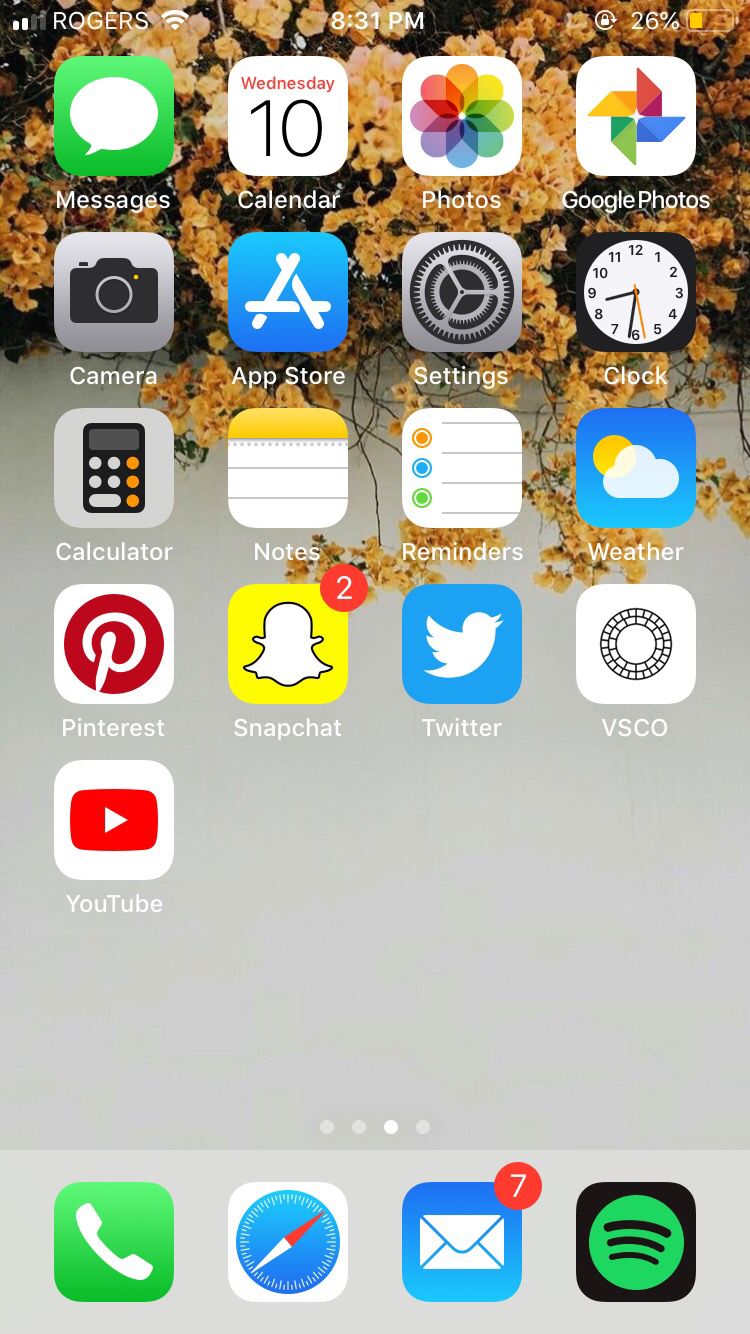 ROGERS 8:31 PM 26%
Wednesday
10
Messages Calendar Photos Google Photos
12
11 1
10 2
9 3
8 4
7 5
6
Camera App Store Settings Clock
Calculator Notes Reminders Weather
2
Pinterest Snapchat Twitter VSCO
YouTube
7